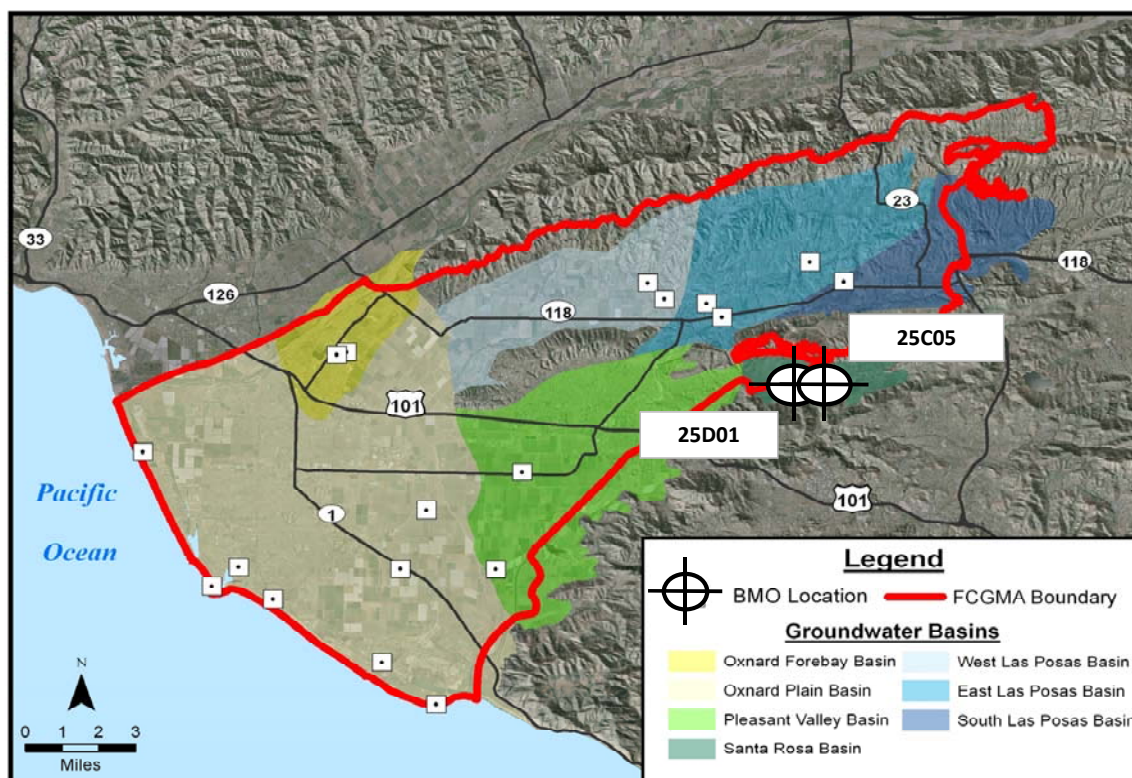 33
126
118
23
118
25C05
101
25D01
101
1
Pacific
Ocean
N
0 1 2 3
Miles
Legend
BMO Location
FCGMA Boundary
Groundwater Basins
Oxnard Forebay Basin
West Las Posas Basin
Oxnard Plain Basin
East Las Posas Basin
Pleasant Valley Basin
South Las Posas Basin
Santa Rosa Basin